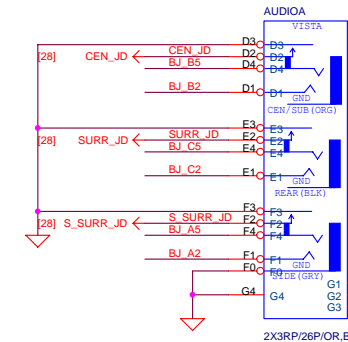 AUDIOA
VISTA
D3 D3
[28] CEN_JD CEN_JD D2 D2
BJ_B5 D4 D4
BJ_B2 D1 D1
GND
CEN/SUB(ORG)
E3 E3
[28] SURR_JD SURR_JD E2 E2
BJ_C5 E4 E4
BJ_C2 E1 E1
GND
REAR(BLK)
F3 F3
[28] S_SURR_JD S_SURR_JD F2 F2
BJ_A5 F4 F4
BJ_A2 F1 F1
GND
F0 F0
SIDE(GRY)
G4 G4
G1
G2
G3
2X3RP/26P/OR,B